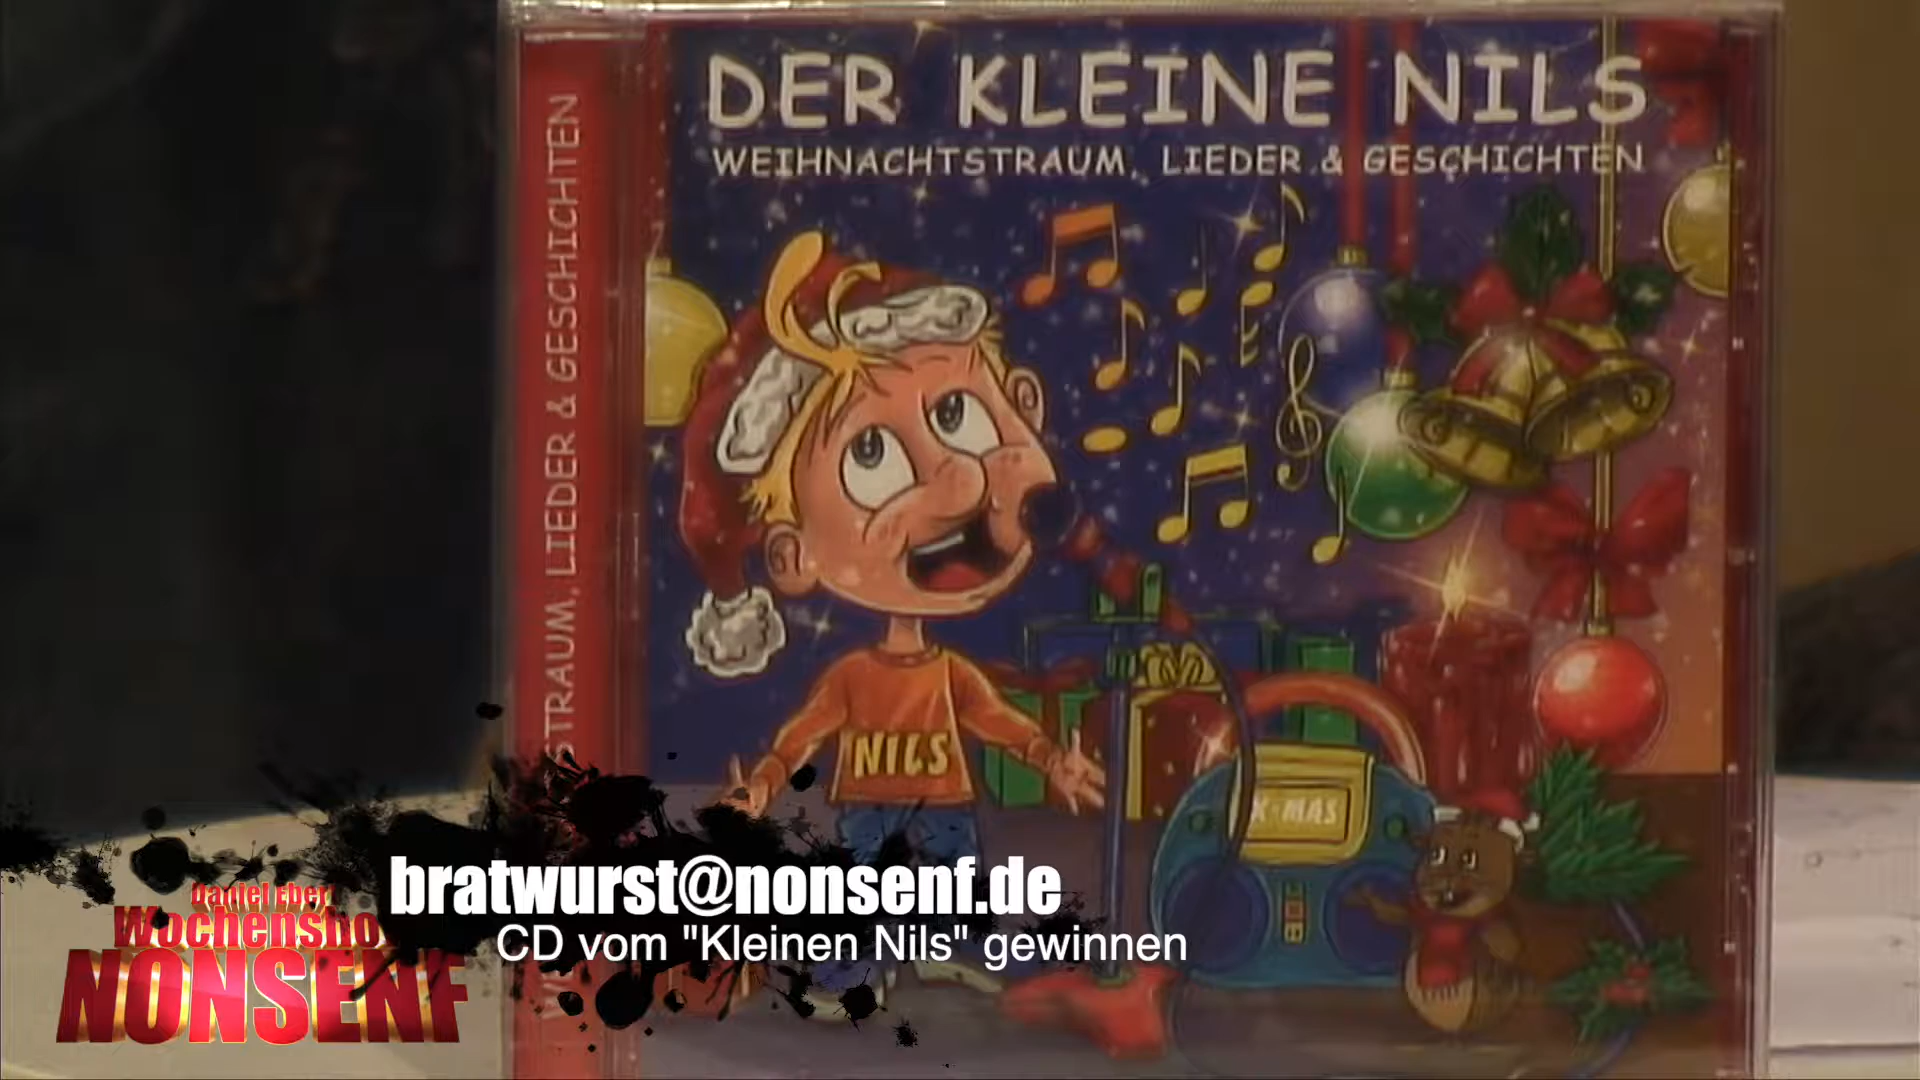 DER KLEINE NILS
WEIHNACHTSTRAUM, LIEDER & GESCHICHTEN
STRAUM, LIEDER & GESCHICHTEN
NILS
X-MAS
bratwurst@nonsenf.de
CD vom "Kleinen Nils" gewinnen
Daniel Eber
Wochensho
NONSENF